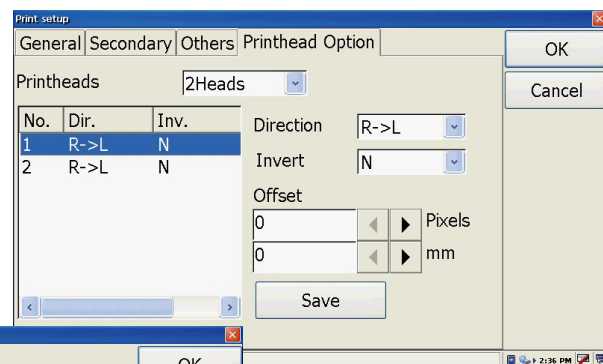 Print setup
General Secondary Others Printhead Option
OK
Cancel
Printheads 2Heads
No. Dir. Inv.
1 R->L N
2 R->L N
Direction R->L
Invert N
Offset
0 Pixels
0 mm
Save
OK
2:36 PM